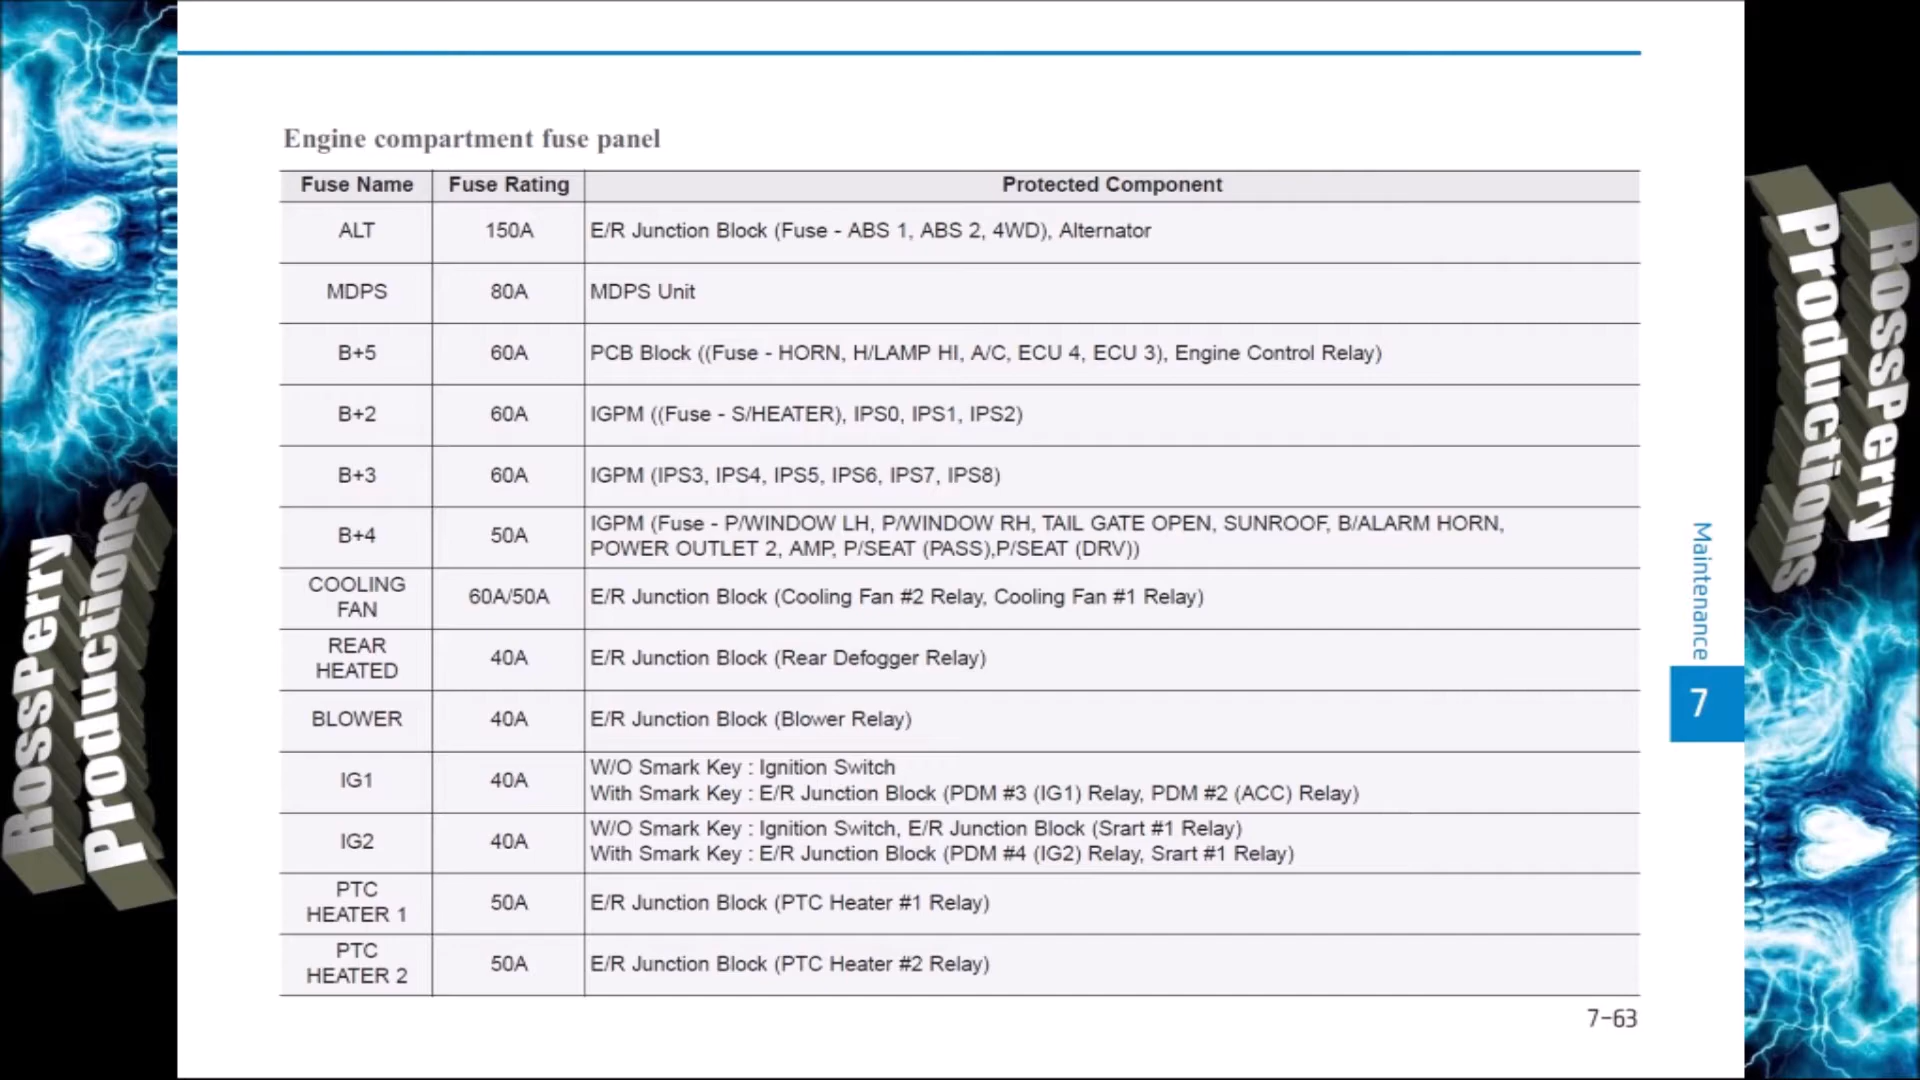 Engine compartment fuse panel
Fuse Name Fuse Rating Protected Component
ALT 150A E/R Junction Block (Fuse - ABS 1, ABS 2, 4WD), Alternator
MDPS 80A MDPS Unit
B+5 60A PCB Block ((Fuse - HORN, H/LAMP HI, A/C, ECU 4, ECU 3), Engine Control Relay)
B+2 60A IGPM ((Fuse - S/HEATER), IPS0, IPS1, IPS2)
B+3 60A IGPM (IPS3, IPS4, IPS5, IPS6, IPS7, IPS8)
B+4 50A IGPM (Fuse - P/WINDOW LH, P/WINDOW RH, TAIL GATE OPEN, SUNROOF, B/ALARM HORN,
POWER OUTLET 2, AMP, P/SEAT (PASS),P/SEAT (DRV))
COOLING
FAN 60A/50A E/R Junction Block (Cooling Fan #2 Relay, Cooling Fan #1 Relay)
REAR
HEATED 40A E/R Junction Block (Rear Defogger Relay)
BLOWER 40A E/R Junction Block (Blower Relay)
IG1 40A W/O Smark Key : Ignition Switch
With Smark Key : E/R Junction Block (PDM #3 (IG1) Relay, PDM #2 (ACC) Relay)
IG2 40A W/O Smark Key : Ignition Switch, E/R Junction Block (Srart #1 Relay)
With Smark Key : E/R Junction Block (PDM #4 (IG2) Relay, Srart #1 Relay)
PTC
HEATER 1 50A E/R Junction Block (PTC Heater #1 Relay)
PTC
HEATER 2 50A E/R Junction Block (PTC Heater #2 Relay)
7-63
Maintenance
7
RossPerry
Productions
RossPerry
Productions